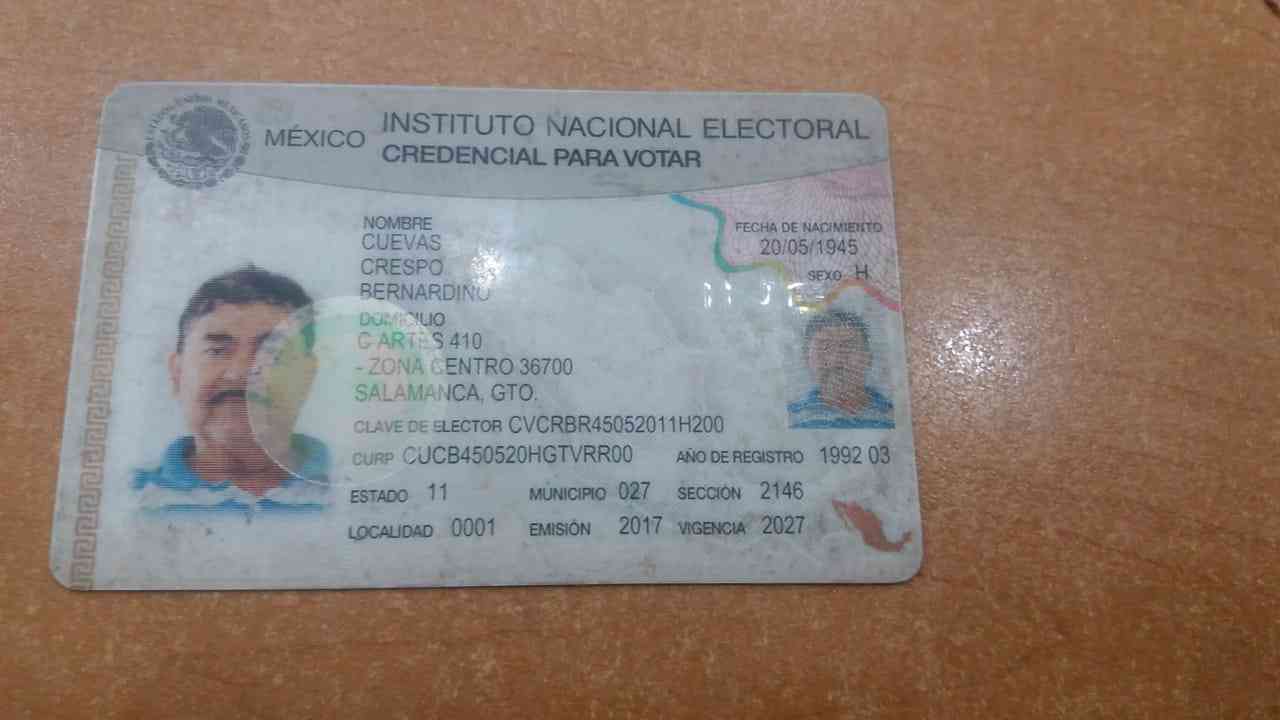 MÉXICO
INSTITUTO NACIONAL ELECTORAL
CREDENCIAL PARA VOTAR
NOMBRE
CUEVAS
CRESPO
BERNARDINO
FECHA DE NACIMIENTO
20/05/1945
SEXO H
DOMICILIO
C ARTES 410
- ZONA CENTRO 36700
SALAMANCA, GTO.
CLAVE DE ELECTOR CVCRBR45052011H200
CURP CUCB450520HGTVRR00 AÑO DE REGISTRO 1992 03
ESTADO 11 MUNICIPIO 027 SECCIÓN 2146
LOCALIDAD 0001 EMISIÓN 2017 VIGENCIA 2027